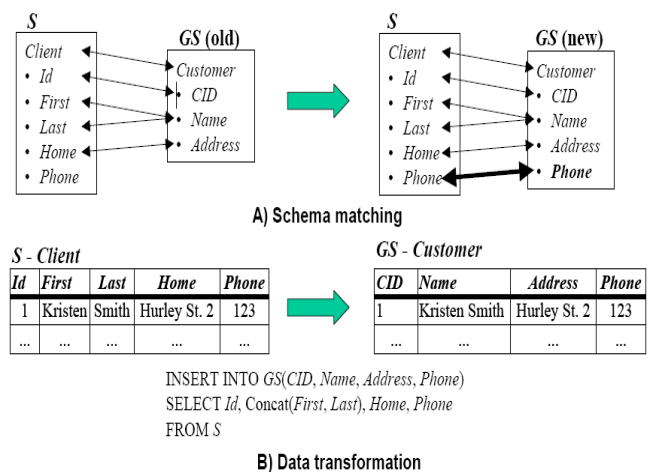 S
GS (old)
Client
• Id
• First
• Last
• Home
• Phone
Customer
• CID
• Name
• Address
S
GS (new)
Client
• Id
• First
• Last
• Home
• Phone
Customer
• CID
• Name
• Address
• Phone
A) Schema matching
S - Client
Id First Last Home Phone
1 Kristen Smith Hurley St. 2 123
... ... ... ... ...
GS - Customer
CID Name Address Phone
1 Kristen Smith Hurley St. 2 123
... ... ... ...
INSERT INTO GS(CID, Name, Address, Phone)
SELECT Id, Concat(First, Last), Home, Phone
FROM S
B) Data transformation